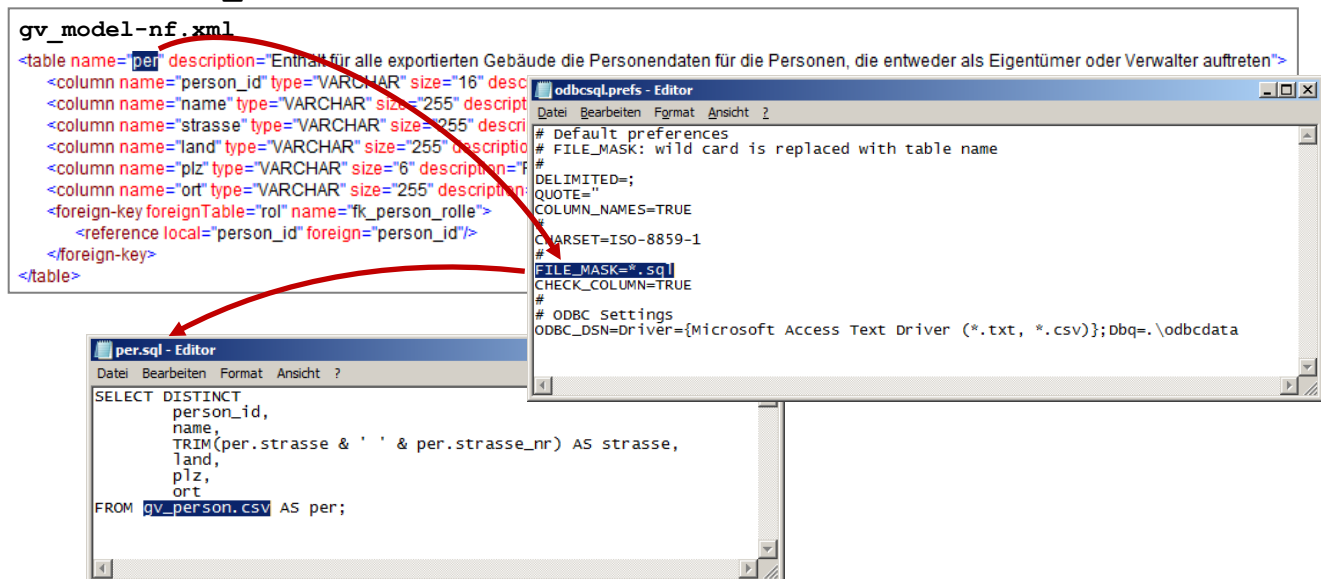 gv_model-nf.xml
<table name="per" description="Enthält für alle exportierten Gebäude die Personendaten für die Personen, die entweder als Eigentümer oder Verwalter auftreten">
<column name="person_id" type="VARCHAR" size="16" desc
<column name="name" type="VARCHAR" size="255" descript
<column name="strasse" type="VARCHAR" size="255" descri
<column name="land" type="VARCHAR" size="255" descriptio
<column name="plz" type="VARCHAR" size="6" description="
<column name="ort" type="VARCHAR" size="255" description=
<foreign-key foreignTable="rol" name="fk_person_rolle">
<reference local="person_id" foreign="person_id"/>
</foreign-key>
</table>
odbcsql.prefs - Editor
Datei Bearbeiten Format Ansicht ?
# Default preferences
# FILE_MASK: wild card is replaced with table name
#
DELIMITED=;
QUOTE="
COLUMN_NAMES=TRUE
#
CHARSET=ISO-8859-1
#
FILE_MASK=*.sql
CHECK_COLUMN=TRUE
#
# ODBC Settings
ODBC_DSN=Driver={Microsoft Access Text Driver (*.txt, *.csv)};Dbq=.\odbcdata
per.sql - Editor
Datei Bearbeiten Format Ansicht ?
SELECT DISTINCT
person_id,
name,
TRIM(per.strasse & ' ' & per.strasse_nr) AS strasse,
land,
plz,
ort
FROM gv_person.csv AS per;